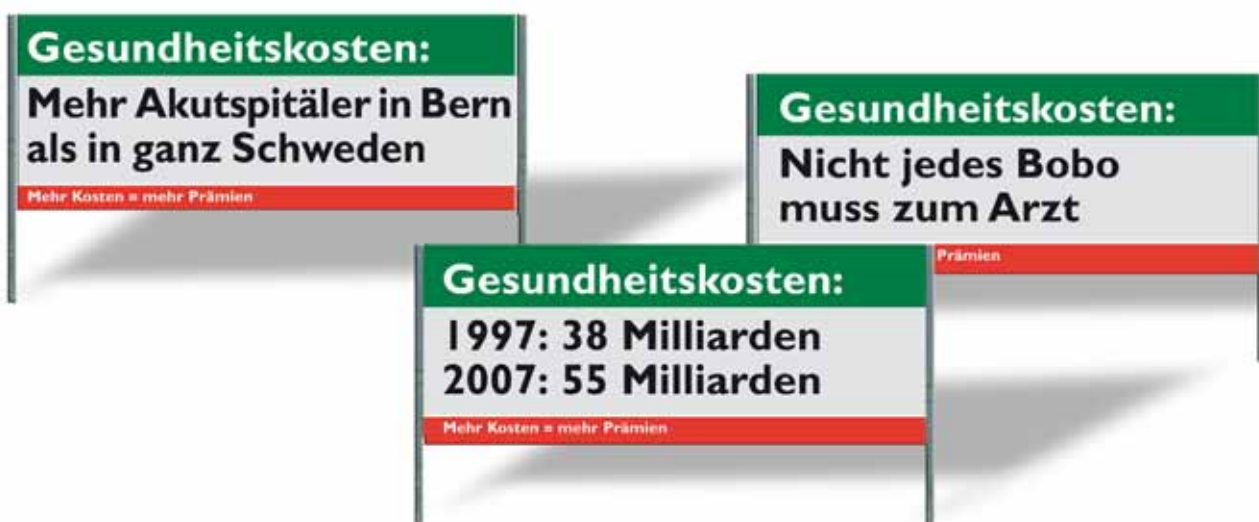 Gesundheitskosten:
Mehr Akutspitäler in Bern
als in ganz Schweden
Mehr Kosten = mehr Prämien
Gesundheitskosten:
Nicht jedes Bobo
muss zum Arzt
Prämien
Gesundheitskosten:
1997: 38 Milliarden
2007: 55 Milliarden
Mehr Kosten = mehr Prämien